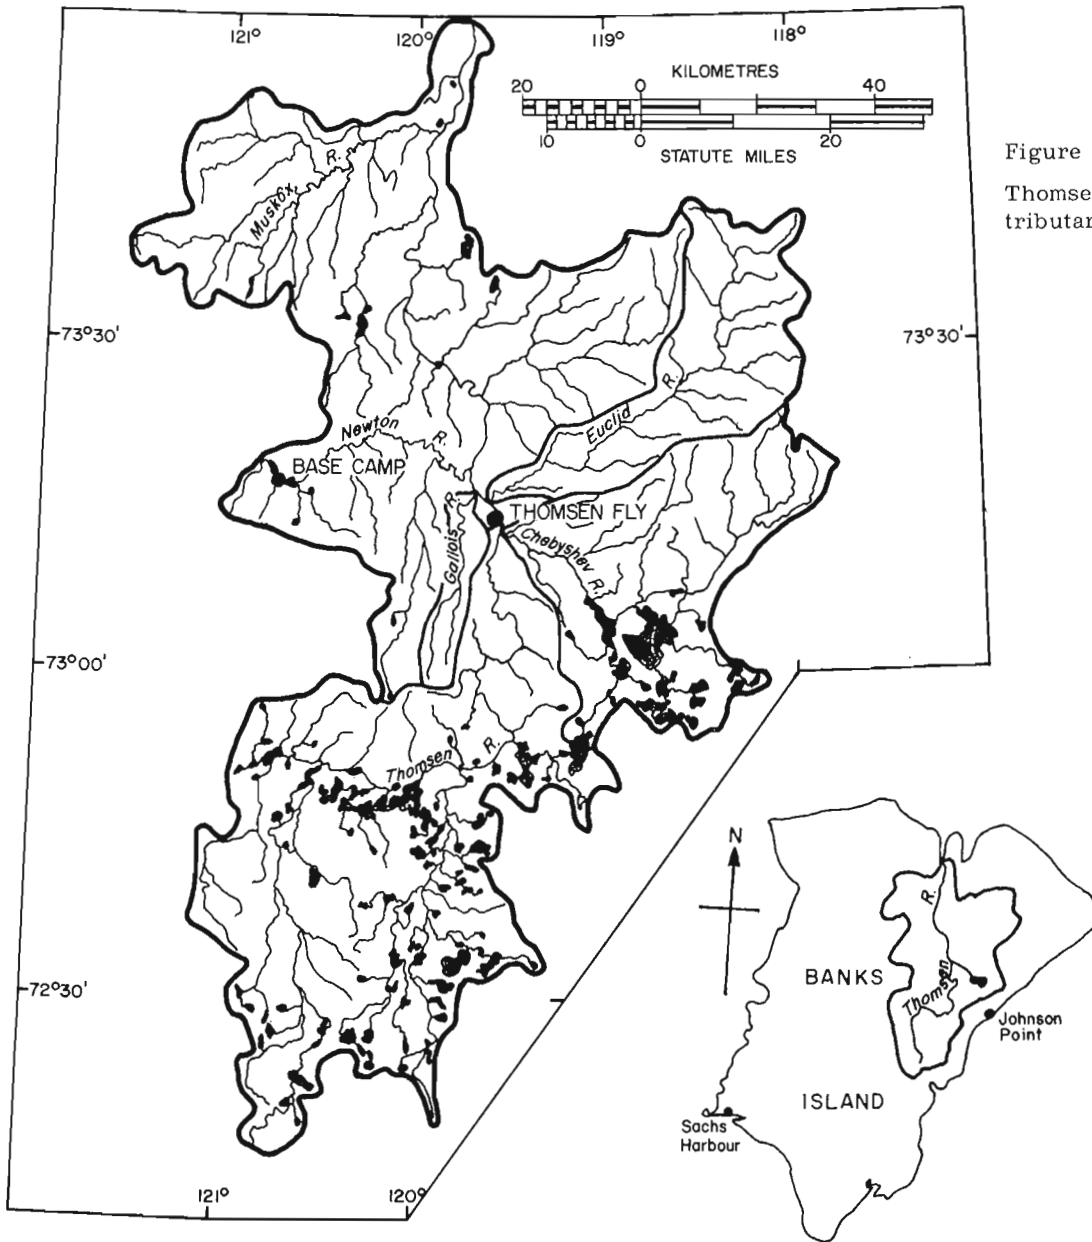 121° 120° 119° 118°
KILOMETRES
20 0 40
10 0 20
STATUTE MILES
Figure
Thomse
tributar
Muskox R.
73°30' 73°30'
Euclid R.
Newton R.
BASE CAMP
THOMSEN FLY
Gallois R.
Chebyshev R.
73°00'
Thomsen R.
72°30'
121° 120°
N
R.
Thomsen
BANKS
Johnson
Point
ISLAND
Sachs
Harbour